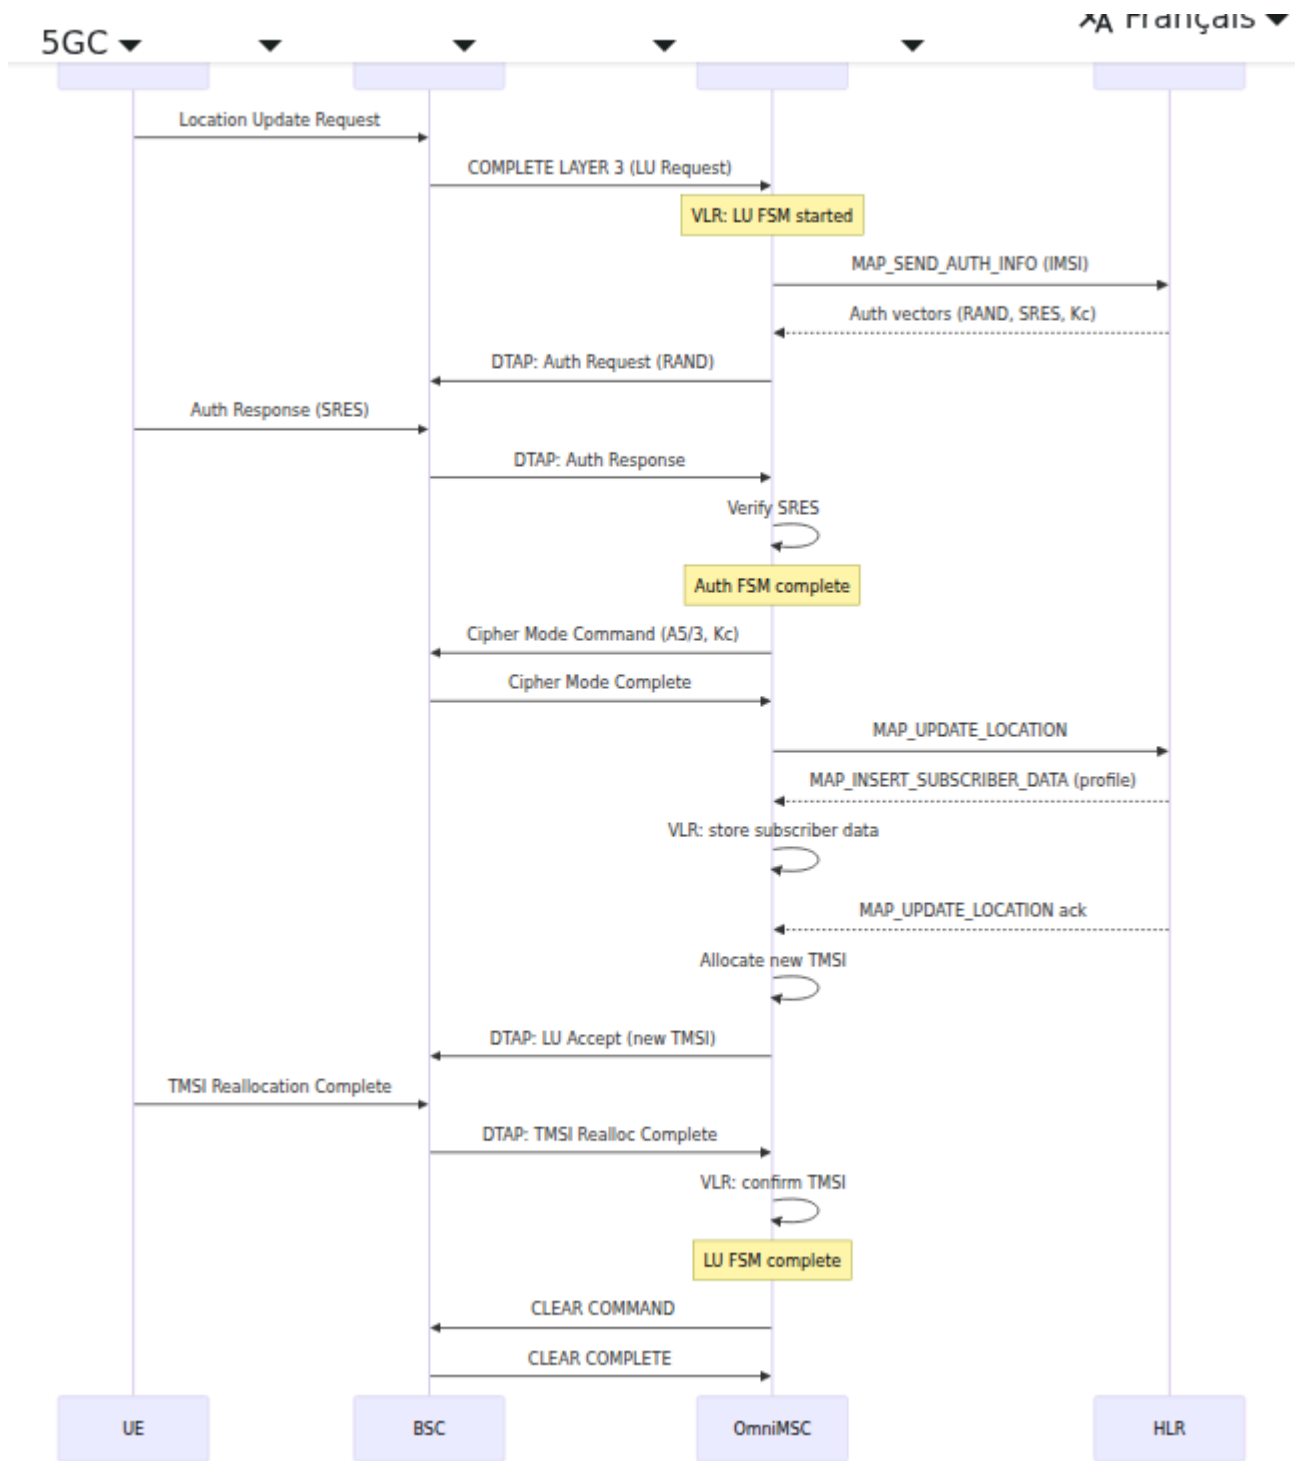 5GC
Français
Location Update Request
COMPLETE LAYER 3 (LU Request)
VLR: LU FSM started
MAP_SEND_AUTH_INFO (IMSI)
Auth vectors (RAND, SRES, Kc)
DTAP: Auth Request (RAND)
Auth Response (SRES)
DTAP: Auth Response
Verify SRES
Auth FSM complete
Cipher Mode Command (A5/3, Kc)
Cipher Mode Complete
MAP_UPDATE_LOCATION
MAP_INSERT_SUBSCRIBER_DATA (profile)
VLR: store subscriber data
MAP_UPDATE_LOCATION ack
Allocate new TMSI
DTAP: LU Accept (new TMSI)
TMSI Reallocation Complete
DTAP: TMSI Realloc Complete
VLR: confirm TMSI
LU FSM complete
CLEAR COMMAND
CLEAR COMPLETE
UE
BSC
OmniMSC
HLR